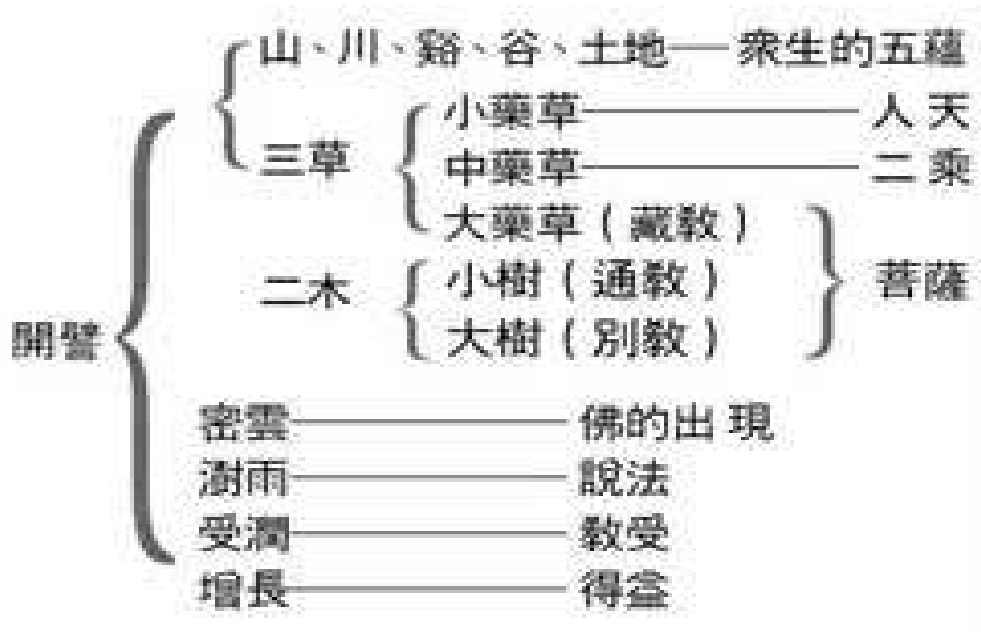 山、川、谿、谷、土地——衆生的五蘊
小藥草——人天
三草
中藥草——二乘
大藥草(藏教)
二木
小樹(通教)
菩薩
大樹(別教)
開譬
密雲——佛的出現
澍雨——說法
受潤——教受
增長——得益